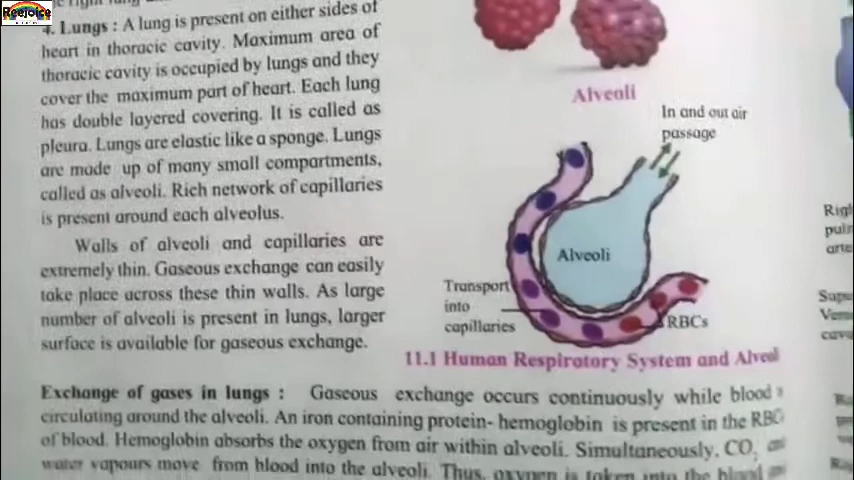 Reejoice
4. Lungs : A lung is present on either sides of
heart in thoracic cavity. Maximum area of
thoracic cavity is occupied by lungs and they
cover the maximum part of heart. Each lung
has double layered covering. It is called as
pleura. Lungs are elastic like a sponge. Lungs
are made up of many small compartments,
called as alveoli. Rich network of capillaries
is present around each alveolus.
Walls of alveoli and capillaries are
extremely thin. Gaseous exchange can easily
take place across these thin walls. As large
number of alveoli is present in lungs, larger
surface is available for gaseous exchange.
Alveoli
In and out air
passage
Alveoli
Transport
into
capillaries
RBCs
11.1 Human Respiratory System and Alveol
Exchange of gases in lungs : Gaseous exchange occurs continuously while blood
circulating around the alveoli. An iron containing protein- hemoglobin is present in the RBC
of blood. Hemoglobin absorbs the oxygen from air within alveoli. Simultaneously, CO2
water vapours move from blood into the alveoli. Thus, oxygen is taken into the blood